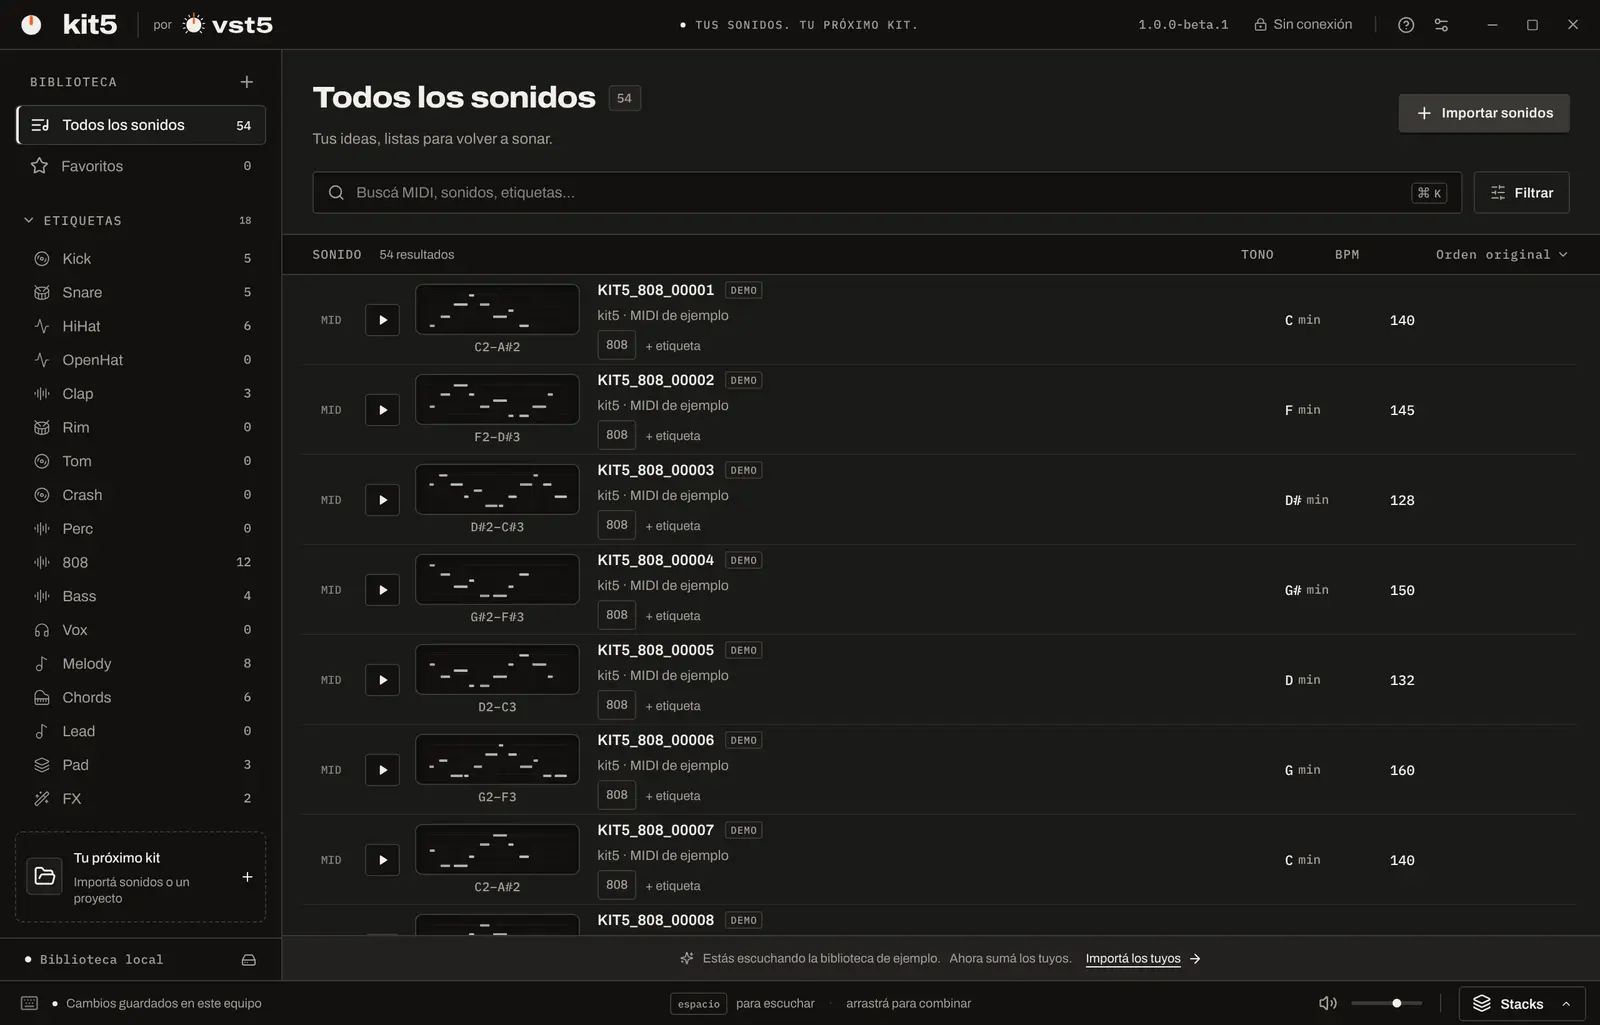 kit5 por vst5
TUS SONIDOS. TU PRÓXIMO KIT.
1.0.0-beta.1 Sin conexión
BIBLIOTECA
Todos los sonidos 54
Favoritos 0
ETIQUETAS 18
Kick 5
Snare 5
HiHat 6
OpenHat 0
Clap 3
Rim 0
Tom 0
Crash 0
Perc 0
808 12
Bass 4
Vox 0
Melody 8
Chords 6
Lead 0
Pad 3
FX 2
Tu próximo kit
Importá sonidos o un
proyecto
Biblioteca local
Todos los sonidos 54
Tus ideas, listas para volver a sonar.
Importar sonidos
Buscá MIDI, sonidos, etiquetas... ⌘ K
Filtrar
SONIDO 54 resultados TONO BPM Orden original
KIT5_808_00001 DEMO
MID kit5 · MIDI de ejemplo C min 140
C2–A#2 808 + etiqueta
KIT5_808_00002 DEMO
MID kit5 · MIDI de ejemplo F min 145
F2–D#3 808 + etiqueta
KIT5_808_00003 DEMO
MID kit5 · MIDI de ejemplo D# min 128
D#2–C#3 808 + etiqueta
KIT5_808_00004 DEMO
MID kit5 · MIDI de ejemplo G# min 150
G#2–F#3 808 + etiqueta
KIT5_808_00005 DEMO
MID kit5 · MIDI de ejemplo D min 132
D2–C3 808 + etiqueta
KIT5_808_00006 DEMO
MID kit5 · MIDI de ejemplo G min 160
G2–F3 808 + etiqueta
KIT5_808_00007 DEMO
MID kit5 · MIDI de ejemplo C min 140
C2–A#2 808 + etiqueta
KIT5_808_00008 DEMO
Estás escuchando la biblioteca de ejemplo. Ahora sumá los tuyos. Importá los tuyos →
Cambios guardados en este equipo
espacio para escuchar · arrastrá para combinar
Stacks